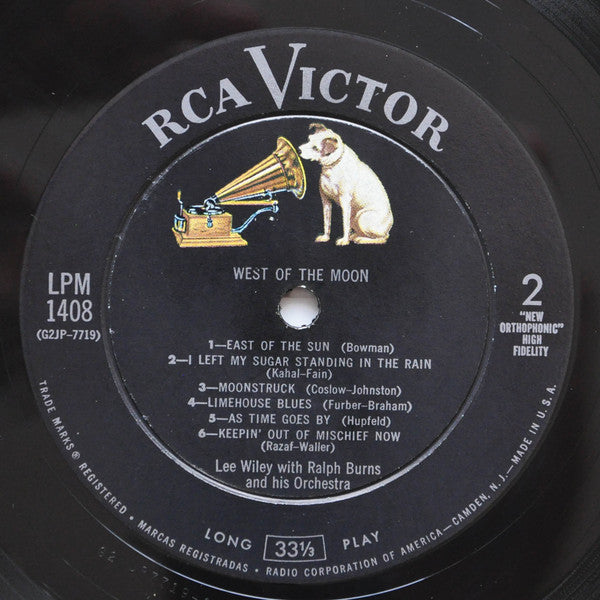 RCA VICTOR
WEST OF THE MOON
LPM
1408
(G2JP-7719)
2
"NEW
ORTHOPHONIC"
HIGH
FIDELITY
1—EAST OF THE SUN (Bowman)
2—I LEFT MY SUGAR STANDING IN THE RAIN
(Kahal-Fain)
3—MOONSTRUCK (Coslow-Johnston)
4—LIMEHOUSE BLUES (Furber-Braham)
5—AS TIME GOES BY (Hupfeld)
6—KEEPIN' OUT OF MISCHIEF NOW
(Razaf-Waller)
Lee Wiley with Ralph Burns
and his Orchestra
LONG 33⅓ PLAY
TRADE MARKS ® REGISTERED • MARCAS REGISTRADAS • RADIO CORPORATION OF AMERICA—CAMDEN, N.J.—MADE IN U.S.A.